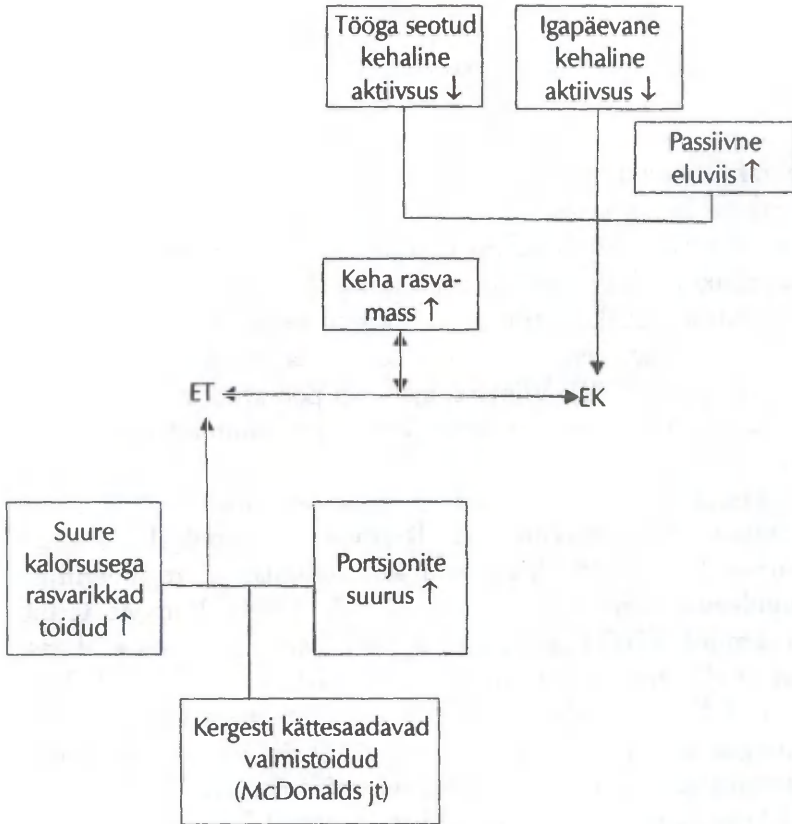 Tööga seotud
kehaline
aktiivsus ↓
Igapäevane
kehaline
aktiivsus ↓
Passiivne
eluviis ↑
Keha rasva-
mass ↑
ET
EK
Suure
kalorsusega
rasvarikkad
toidud ↑
Portsjonite
suurus ↑
Kergesti kättesaadavad
valmistoidud
(McDonalds jt)